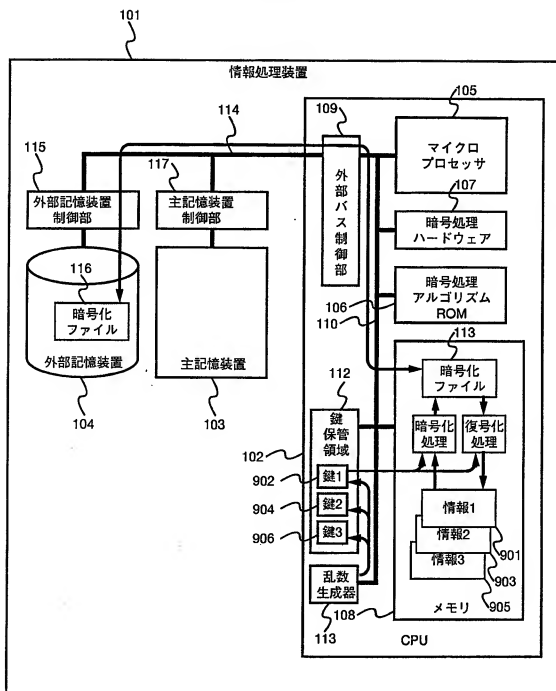 101
情報処理装置
105
109
114
マイクロ
プロセッサ
115
117
107
外部記憶装置
制御部
主記憶装置
制御部
外部バス制御部
暗号処理
ハードウェア
116
暗号化
ファイル
106
110
暗号処理
アルゴリズム
ROM
外部記憶装置
主記憶装置
113
104
103
112
暗号化
ファイル
鍵
保管
領域
暗号化
処理
復号化
処理
102
902
鍵1
904
鍵2
情報1
906
鍵3
情報2
901
情報3
903
乱数
生成器
905
113
108
メモリ
CPU